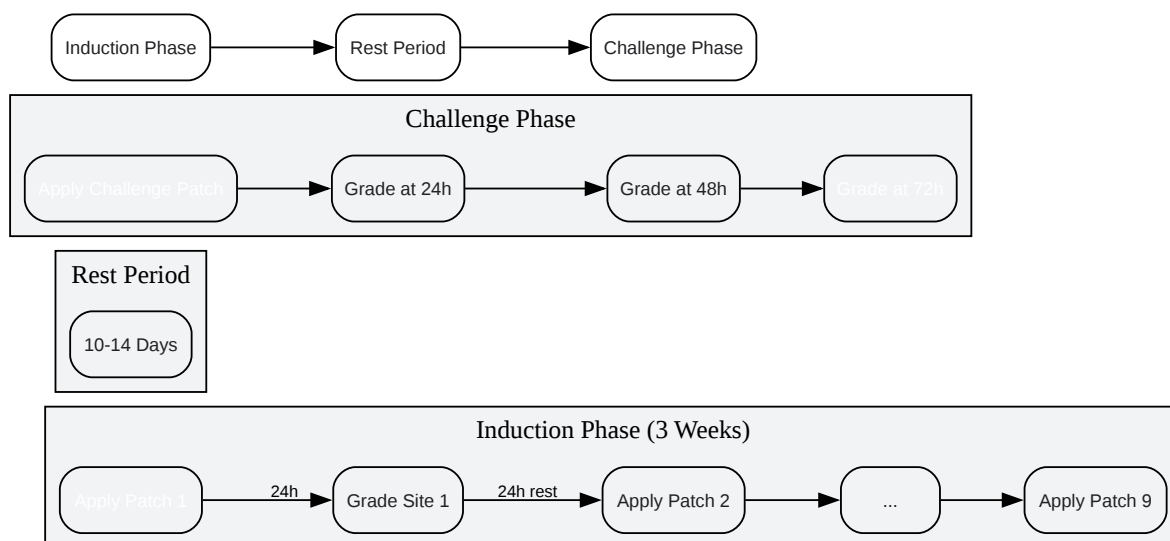 Induction Phase
Rest Period
Challenge Phase
Challenge Phase
Apply Challenge Patch
Grade at 24h
Grade at 48h
Grade at 72h
Rest Period
10-14 Days
Induction Phase (3 Weeks)
Apply Patch 1
24h
Grade Site 1
24h rest
Apply Patch 2
...
Apply Patch 9